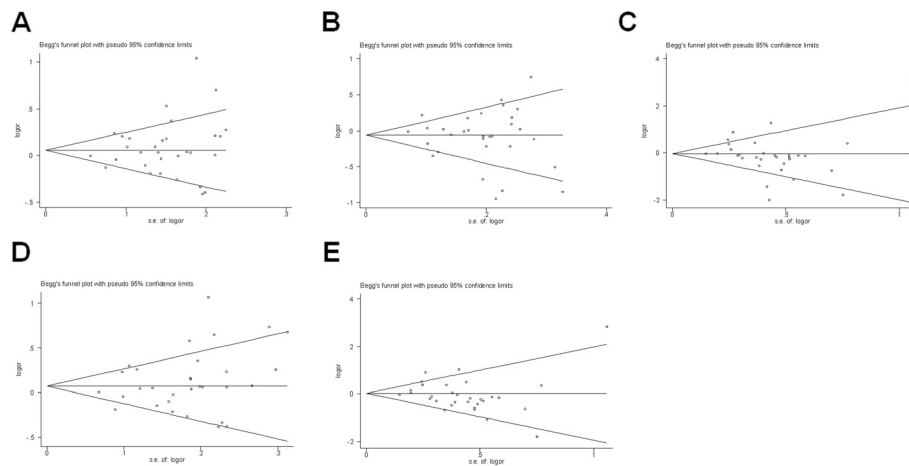 A
Begg's funnel plot with pseudo 95% confidence limits
1
.5
0
-.5
logor
0
.1
.2
.3
s.e. of: logor
B
Begg's funnel plot with pseudo 95% confidence limits
1
.5
0
-.5
-1
logor
0
.2
.4
s.e. of: logor
C
Begg's funnel plot with pseudo 95% confidence limits
4
2
0
-2
logor
0
.5
1
s.e. of: logor
D
Begg's funnel plot with pseudo 95% confidence limits
1
.5
0
-.5
logor
0
.1
.2
.3
s.e. of: logor
E
Begg's funnel plot with pseudo 95% confidence limits
4
2
0
-2
logor
0
.5
1
s.e. of: logor